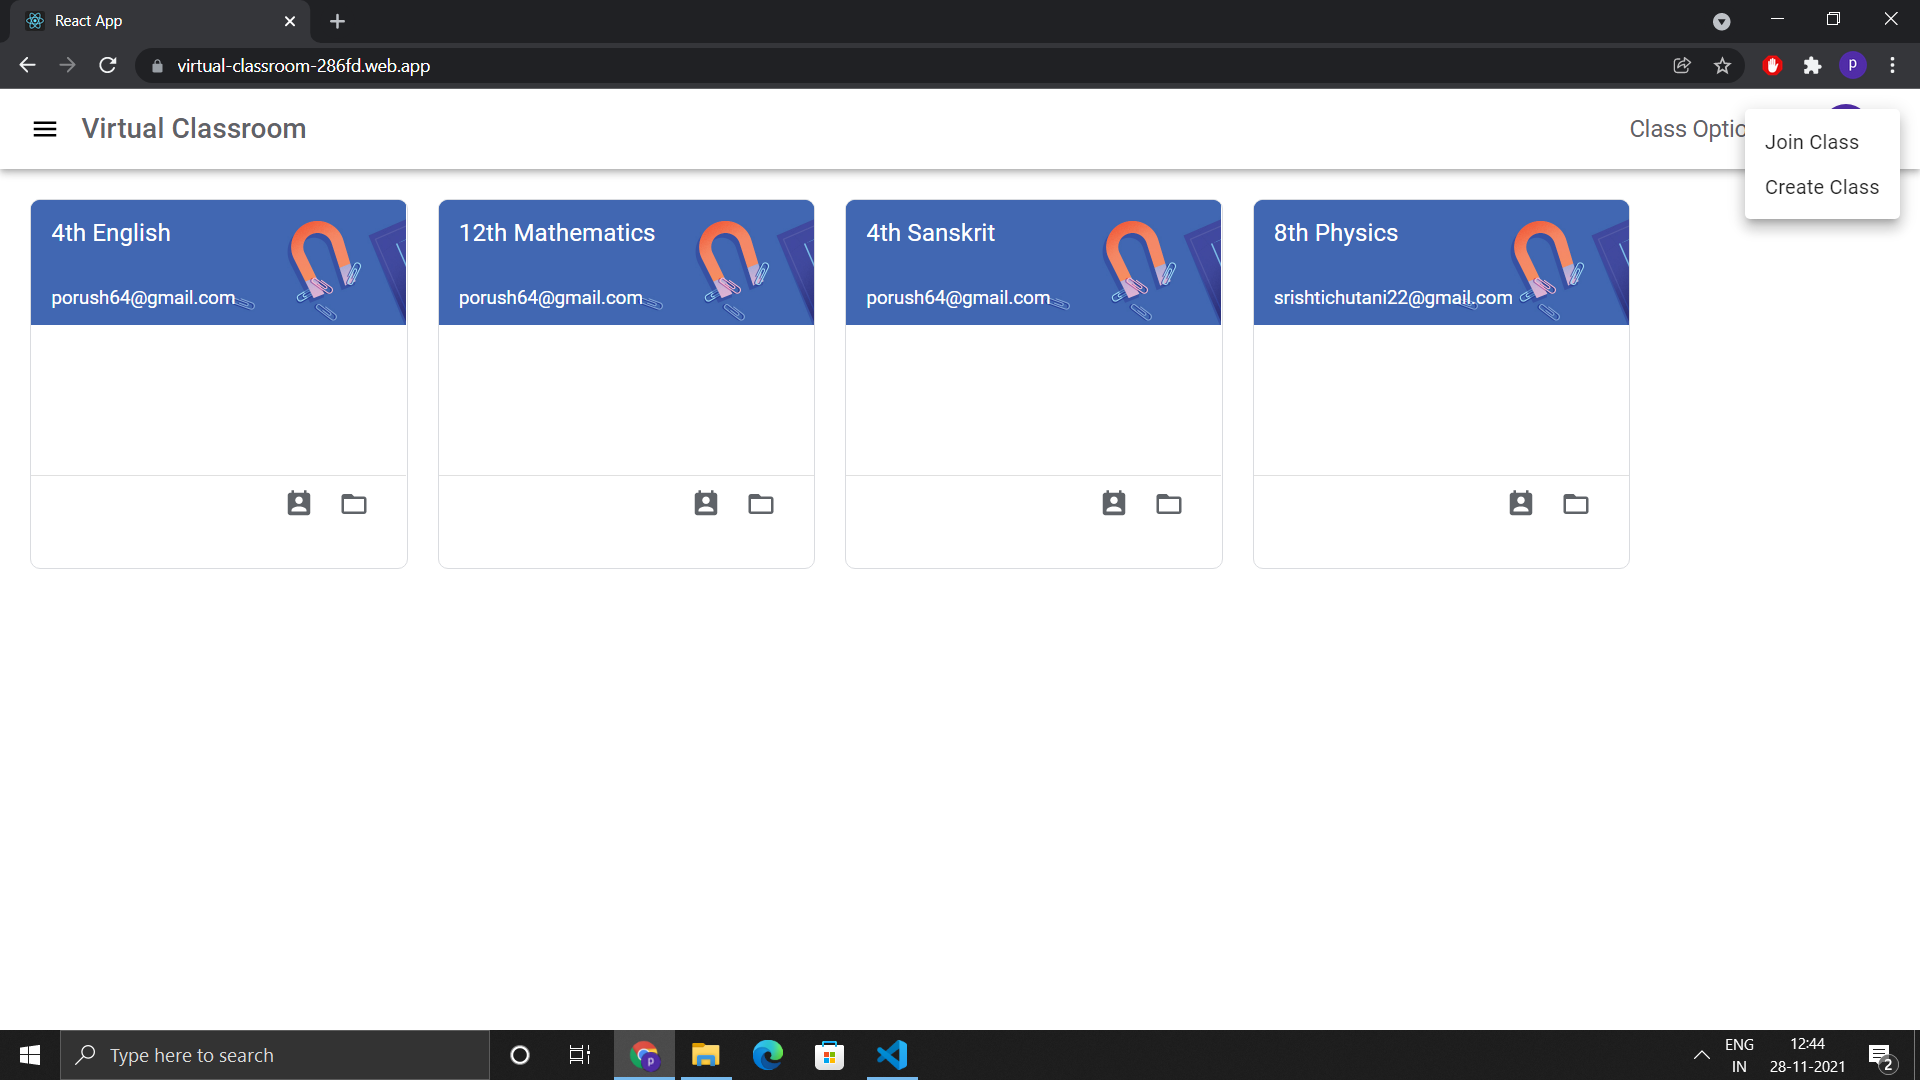 React App
virtual-classroom-286fd.web.app
P
Virtual Classroom
Class Optio
Join Class
Create Class
4th English
porush64@gmail.com
12th Mathematics
porush64@gmail.com
4th Sanskrit
porush64@gmail.com
8th Physics
srishtichutani22@gmail.com
Type here to search
p
ENG
IN
12:44
28-11-2021
2